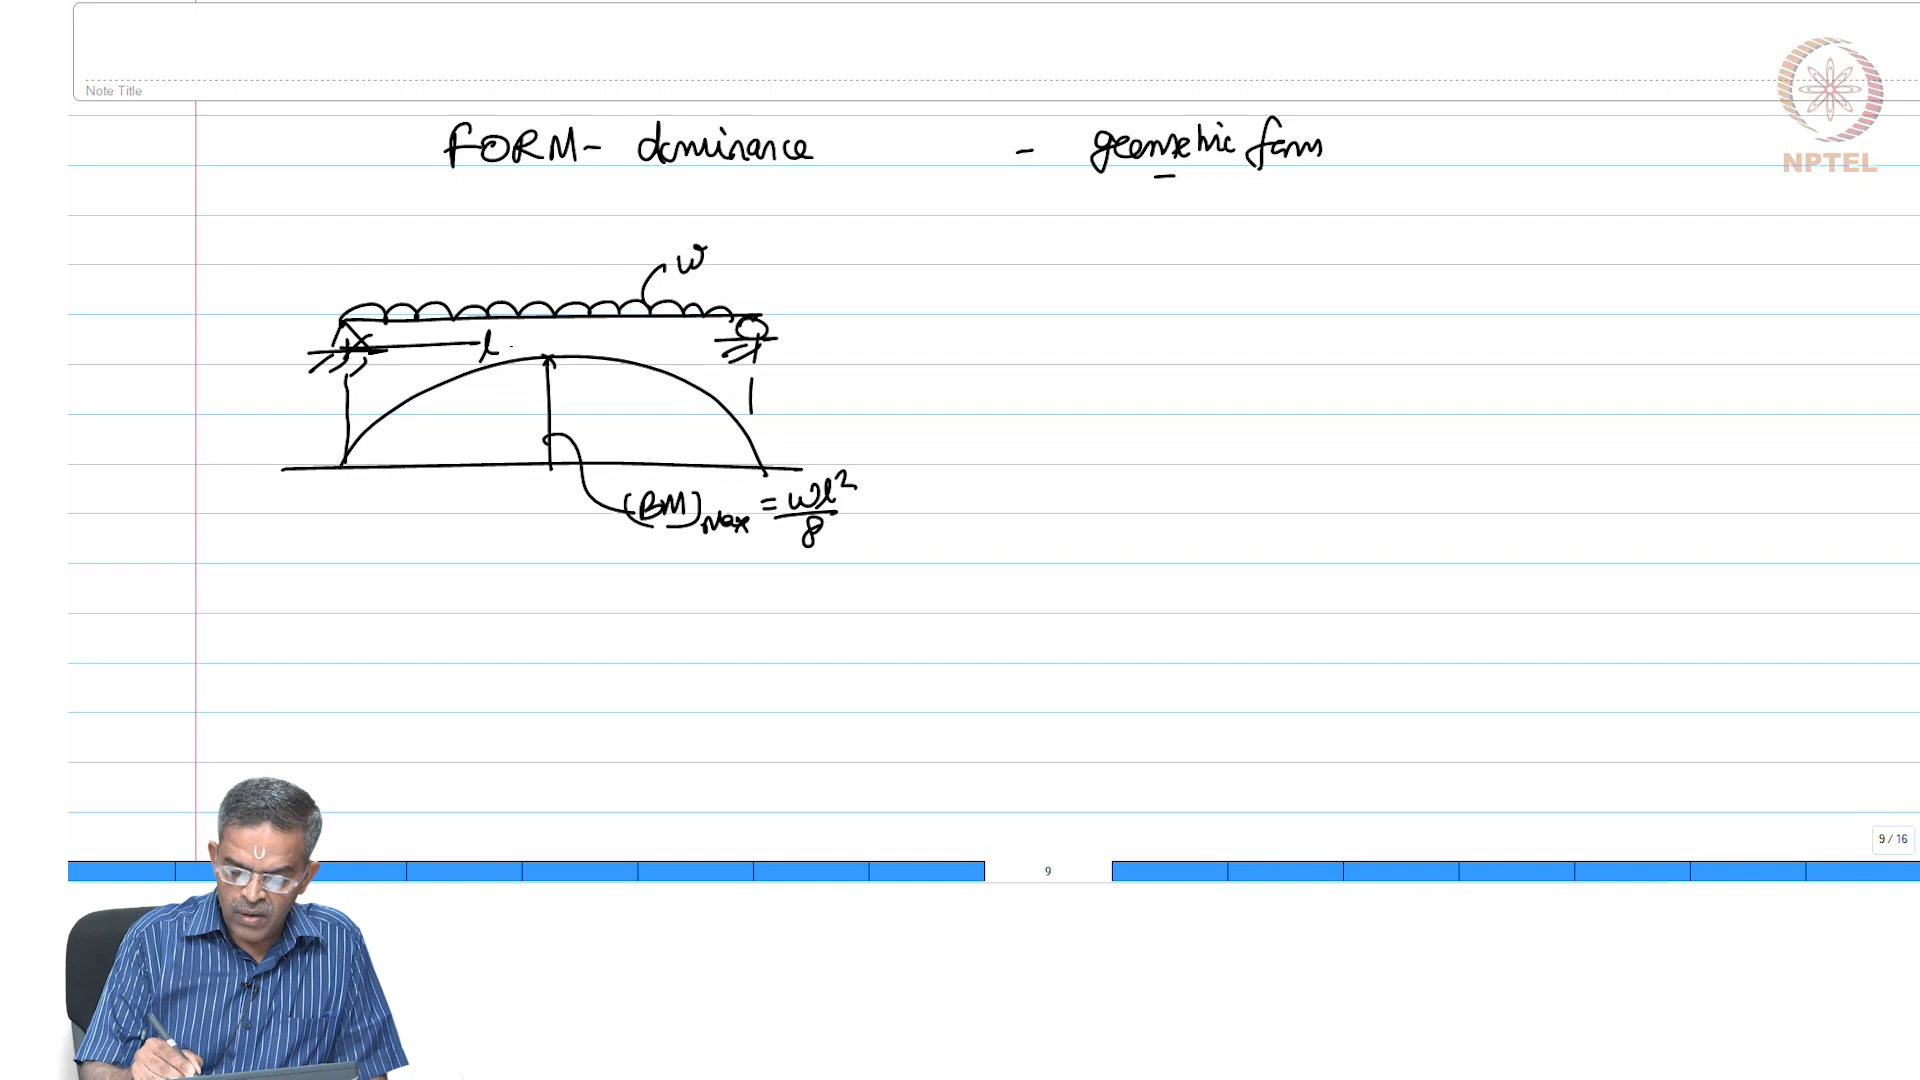 Note Title
NPTEL
FORM- dominance - geometric form
w
l
(BM)Max = wl²/8
9 / 16
9